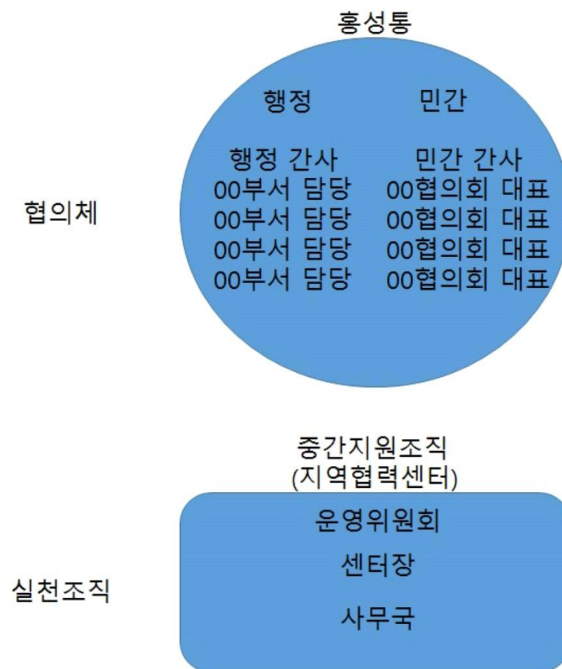 홍성통
행정 민간
행정 간사 민간 간사
00부서 담당 00협의회 대표
00부서 담당 00협의회 대표
00부서 담당 00협의회 대표
00부서 담당 00협의회 대표
협의체
중간지원조직
(지역협력센터)
운영위원회
센터장
사무국
실천조직